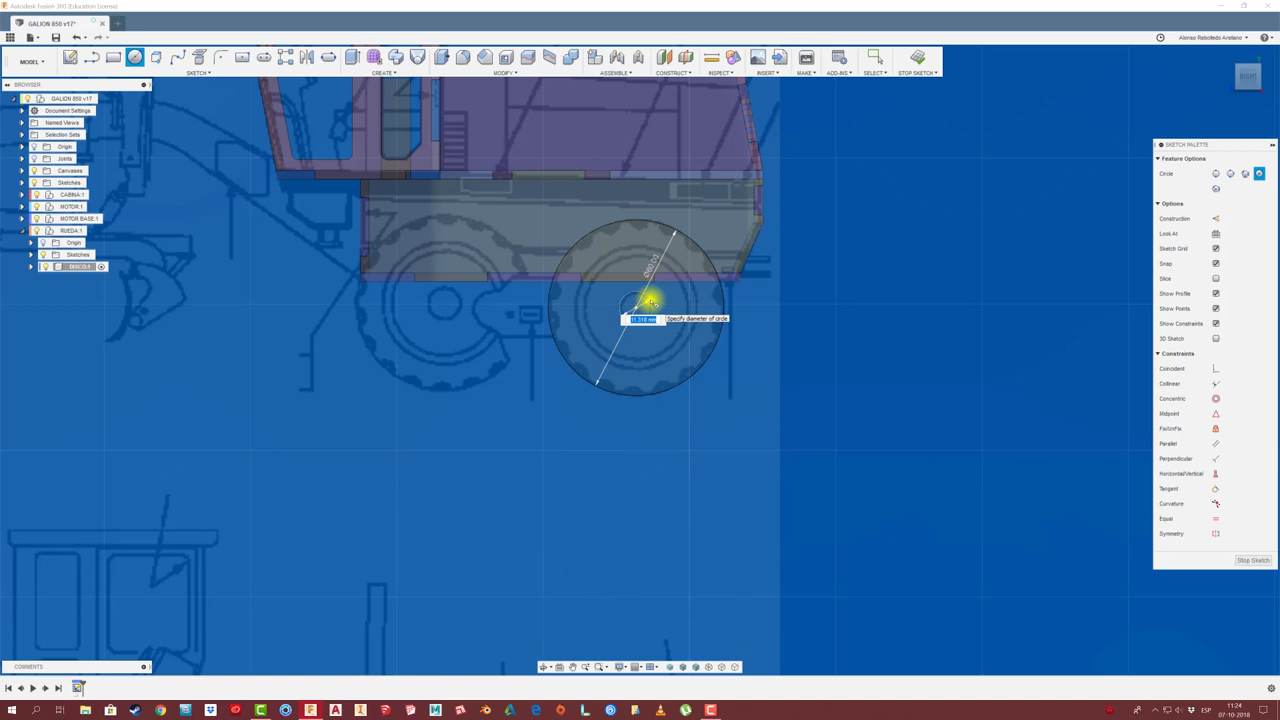 Autodesk Fusion 360 (Education License)
GALION 850 v17*
Alonso Rebolledo Arellano
MODEL
SKETCH
CREATE
MODIFY
ASSEMBLE
CONSTRUCT
INSPECT
INSERT
MAKE
ADD-INS
SELECT
STOP SKETCH
BROWSER
RIGHT
GALION 850 v17
Document Settings
Named Views
Selection Sets
Origin
Joints
Canvases
Sketches
CABINA:1
MOTOR:1
MOTOR BASE:1
RUEDA:1
Origin
Sketches
DISCO:1
11.318 mm
Specify diameter of circle
SKETCH PALETTE
Feature Options
Circle
Options
Construction
Look At
Sketch Grid
Snap
Slice
Show Profile
Show Points
Show Constraints
3D Sketch
Constraints
Coincident
Collinear
Concentric
Midpoint
Fix/UnFix
Parallel
Perpendicular
Horizontal/Vertical
Tangent
Curvature
Equal
Symmetry
Stop Sketch
COMMENTS
ESP
11:24
07-10-2018